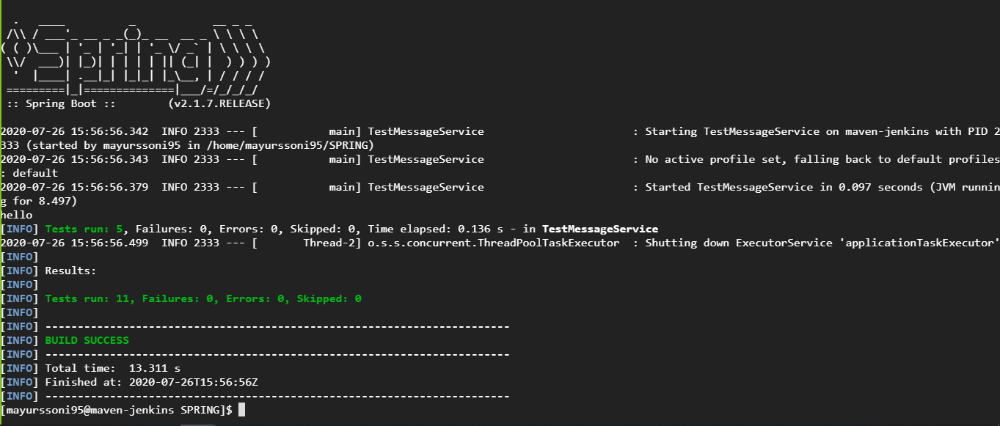 .   ____          _            __ _ _
 /\\ / ___'_ __ _ _(_)_ __  __ _ \ \ \ \
( ( )\___ | '_ | '_| | '_ \/ _` | \ \ \ \
 \\/  ___)| |_)| | | | | || (_| |  ) ) ) )
  '  |____| .__|_| |_|_| |_\__, | / / / /
 =========|_|==============|___/=/_/_/_/
 :: Spring Boot ::        (v2.1.7.RELEASE)
2020-07-26 15:56:56.342  INFO 2333 --- [           main] TestMessageService                       : Starting TestMessageService on maven-jenkins with PID 2
333 (started by mayurssoni95 in /home/mayurssoni95/SPRING)
2020-07-26 15:56:56.343  INFO 2333 --- [           main] TestMessageService                       : No active profile set, falling back to default profiles
: default
2020-07-26 15:56:56.379  INFO 2333 --- [           main] TestMessageService                       : Started TestMessageService in 0.097 seconds (JVM runnin
g for 8.497)
hello
[INFO] Tests run: 5, Failures: 0, Errors: 0, Skipped: 0, Time elapsed: 0.136 s - in TestMessageService
2020-07-26 15:56:56.499  INFO 2333 --- [       Thread-2] o.s.s.concurrent.ThreadPoolTaskExecutor  : Shutting down ExecutorService 'applicationTaskExecutor'
[INFO]
[INFO] Results:
[INFO]
[INFO] Tests run: 11, Failures: 0, Errors: 0, Skipped: 0
[INFO]
[INFO] ------------------------------------------------------------------------
[INFO] BUILD SUCCESS
[INFO] ------------------------------------------------------------------------
[INFO] Total time:  13.311 s
[INFO] Finished at: 2020-07-26T15:56:56Z
[INFO] ------------------------------------------------------------------------
[mayurssoni95@maven-jenkins SPRING]$